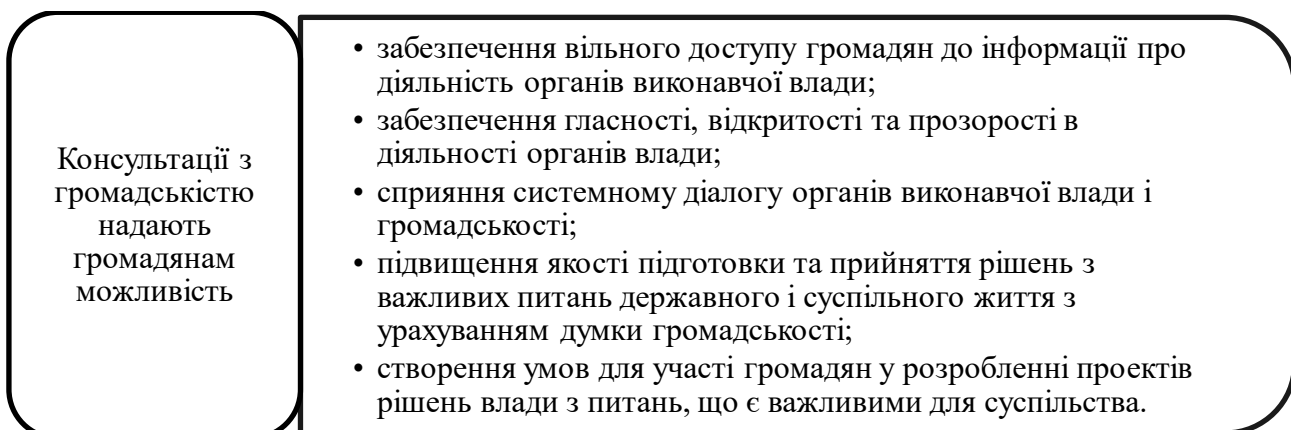 Консультації з
громадськістю
надають
громадянам
можливість
• забезпечення вільного доступу громадян до інформації про
діяльність органів виконавчої влади;
• забезпечення гласності, відкритості та прозорості в
діяльності органів влади;
• сприяння системному діалогу органів виконавчої влади і
громадськості;
• підвищення якості підготовки та прийняття рішень з
важливих питань державного і суспільного життя з
урахуванням думки громадськості;
• створення умов для участі громадян у розробленні проектів
рішень влади з питань, що є важливими для суспільства.